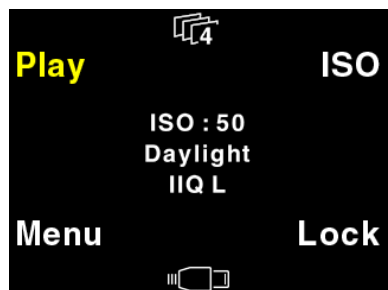 4
Play ISO
ISO : 50
Daylight
IIQ L
Menu Lock